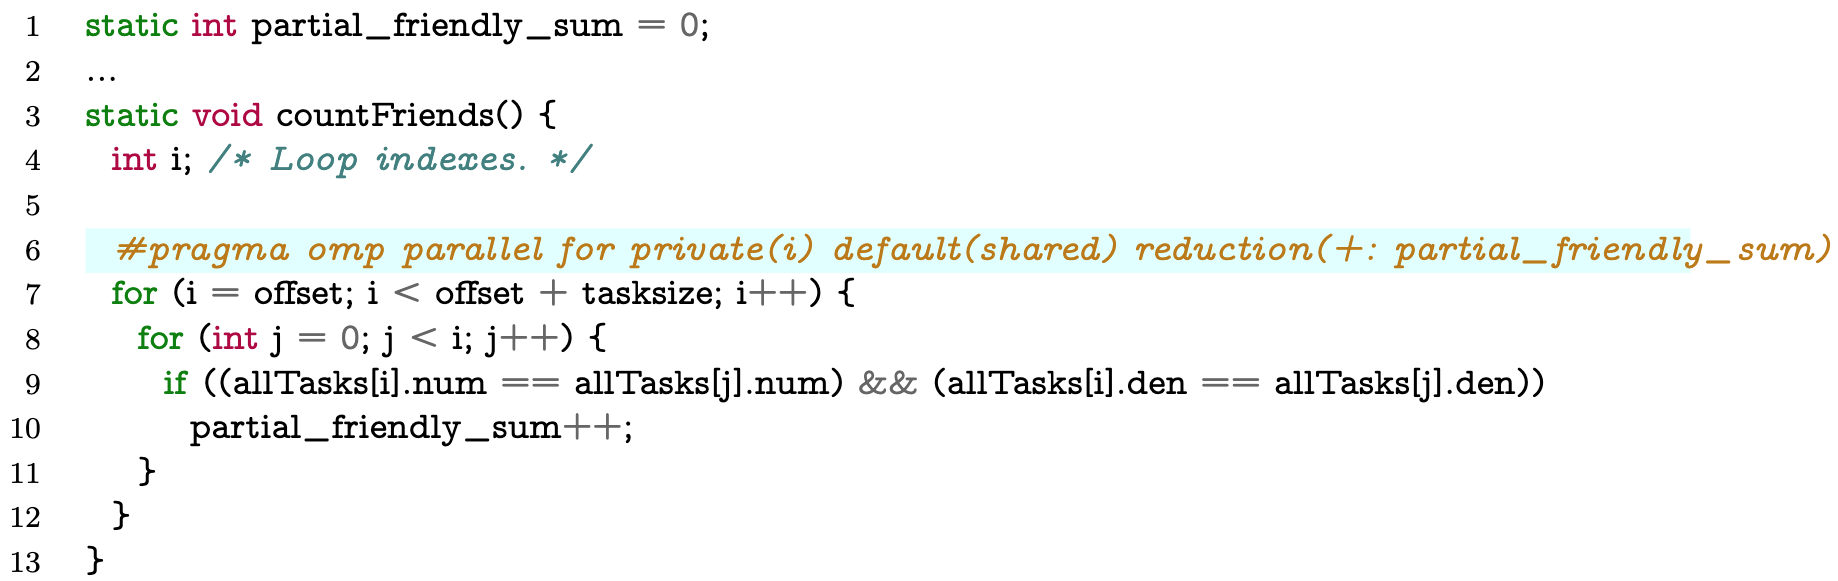 1 static int partial_friendly_sum = 0;
2 ...
3 static void countFriends() {
4 int i; /* Loop indexes. */
5
6 #pragma omp parallel for private(i) default(shared) reduction(+: partial_friendly_sum)
7 for (i = offset; i < offset + tasksize; i++) {
8 for (int j = 0; j < i; j++) {
9 if ((allTasks[i].num == allTasks[j].num) && (allTasks[i].den == allTasks[j].den))
10 partial_friendly_sum++;
11 }
12 }
13 }